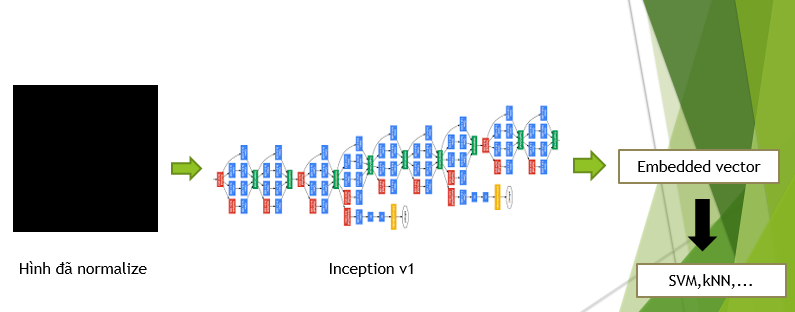 Embedded vector
Hình đã normalize
Inception v1
SVM,kNN,...